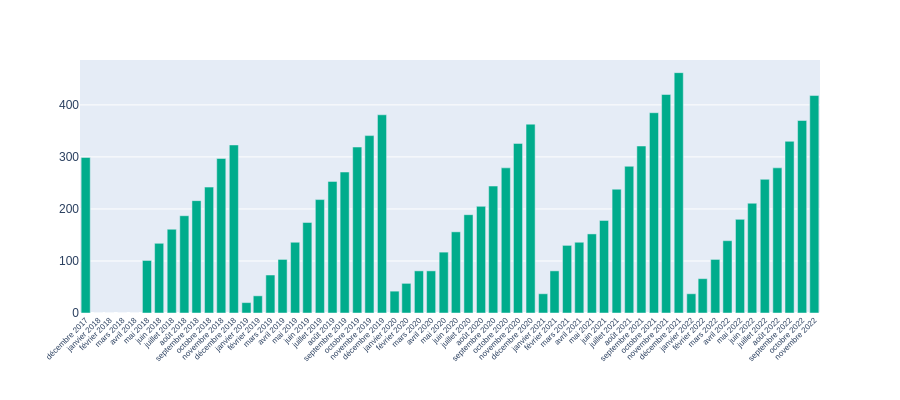 400
300
200
100
0
décembre 2017
janvier 2018
février 2018
mars 2018
avril 2018
mai 2018
juin 2018
juillet 2018
août 2018
septembre 2018
octobre 2018
novembre 2018
décembre 2018
janvier 2019
février 2019
mars 2019
avril 2019
mai 2019
juin 2019
juillet 2019
août 2019
septembre 2019
octobre 2019
novembre 2019
décembre 2019
janvier 2020
février 2020
mars 2020
avril 2020
mai 2020
juin 2020
juillet 2020
août 2020
septembre 2020
octobre 2020
novembre 2020
décembre 2020
janvier 2021
février 2021
mars 2021
avril 2021
mai 2021
juin 2021
juillet 2021
août 2021
septembre 2021
octobre 2021
novembre 2021
décembre 2021
janvier 2022
février 2022
mars 2022
avril 2022
mai 2022
juin 2022
juillet 2022
août 2022
septembre 2022
octobre 2022
novembre 2022